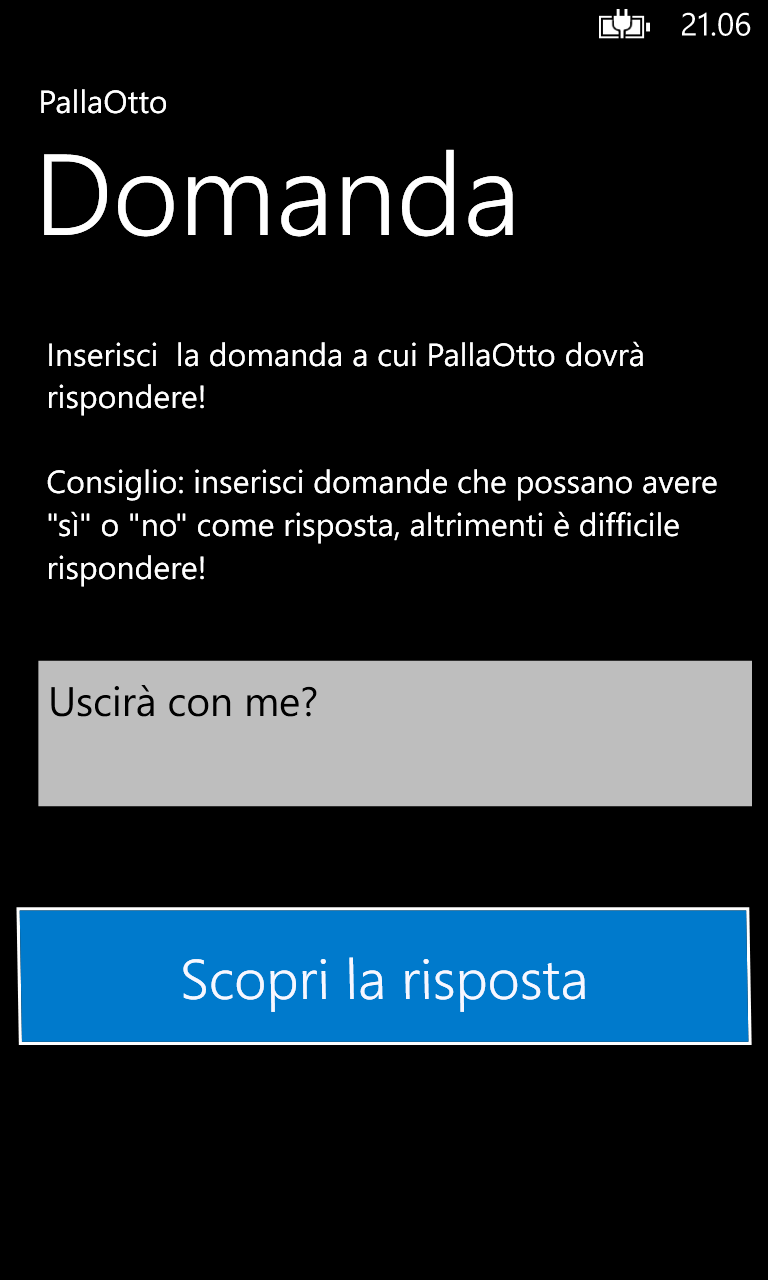 21.06
PallaOtto
Domanda
Inserisci  la domanda a cui PallaOtto dovrà
rispondere!
Consiglio: inserisci domande che possano avere
"sì" o "no" come risposta, altrimenti è difficile
rispondere!
Uscirà con me?
Scopri la risposta